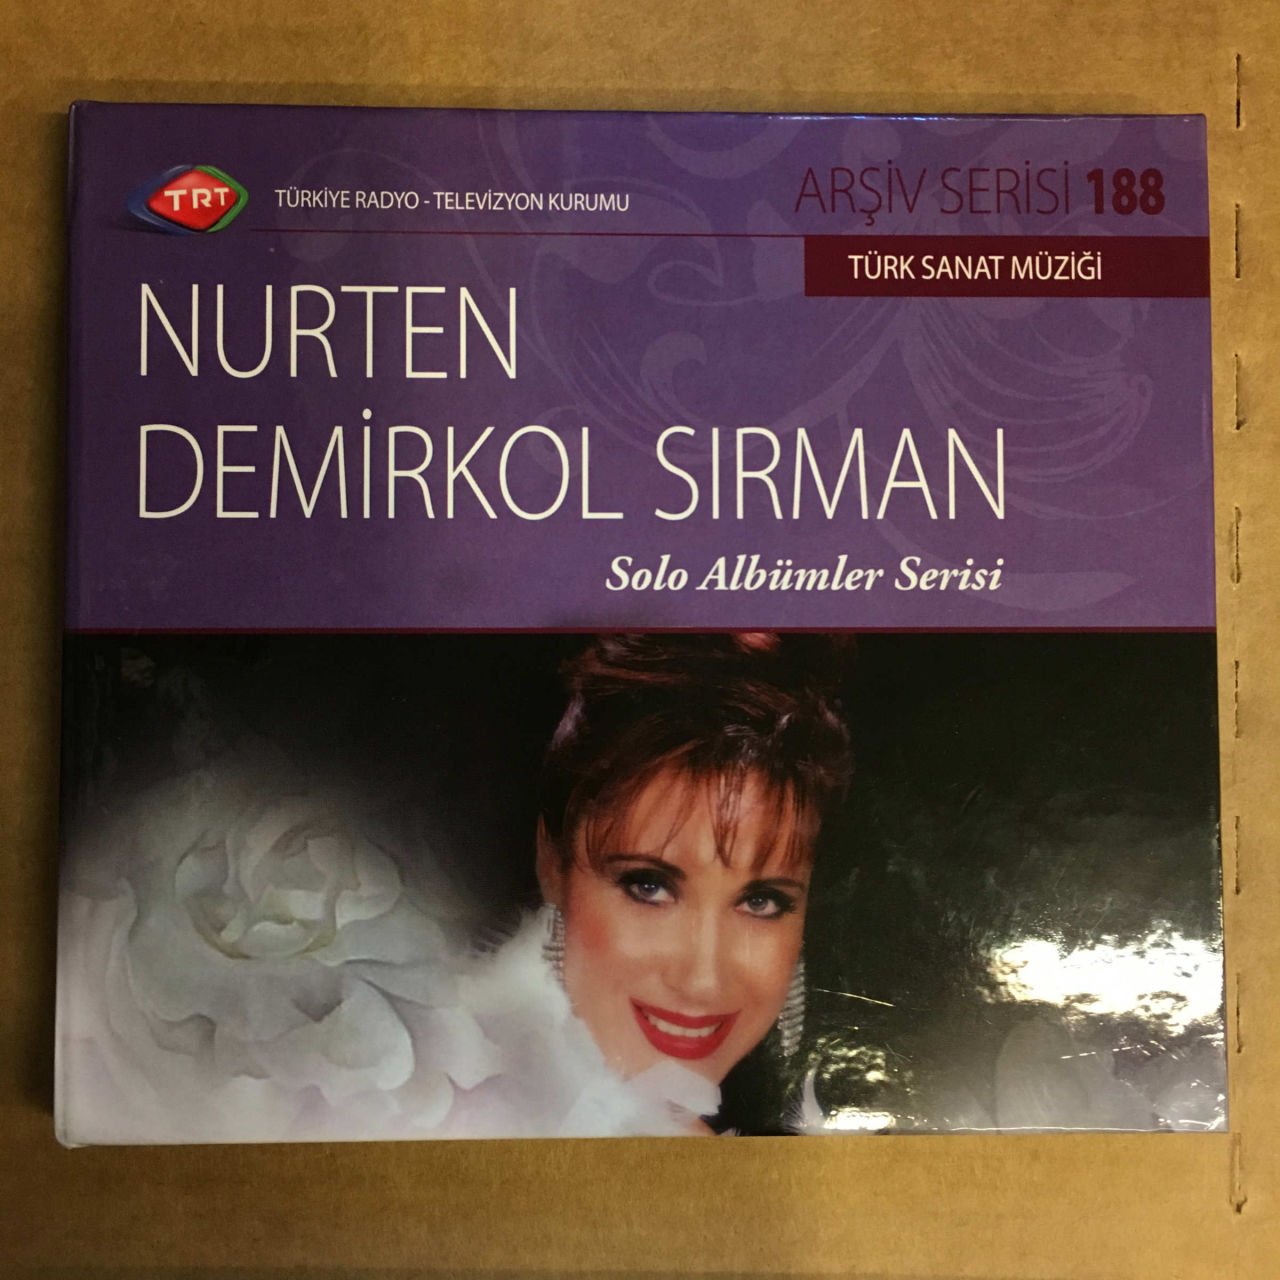 TRT
TÜRKİYE RADYO - TELEVİZYON KURUMU
ARŞİV SERİSİ 188
TÜRK SANAT MÜZİĞİ
NURTEN
DEMİRKOL SIRMAN
Solo Albümler Serisi